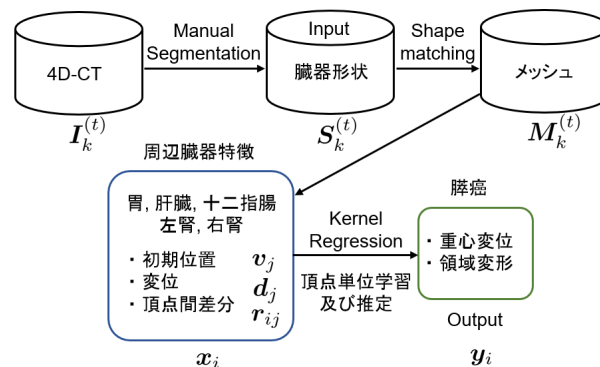 Manual
Segmentation
4D-CT
Input
臓器形状
Shape
matching
メッシュ
I_k^{(t)}
S_k^{(t)}
M_k^{(t)}
周辺臓器特徴
胃, 肝臓, 十二指腸
左腎, 右腎
・初期位置 v_j
・変位 d_j
・頂点間差分 r_{ij}
x_i
Kernel
Regression
頂点単位学習
及び推定
膵癌
・重心変位
・領域変形
Output
y_i